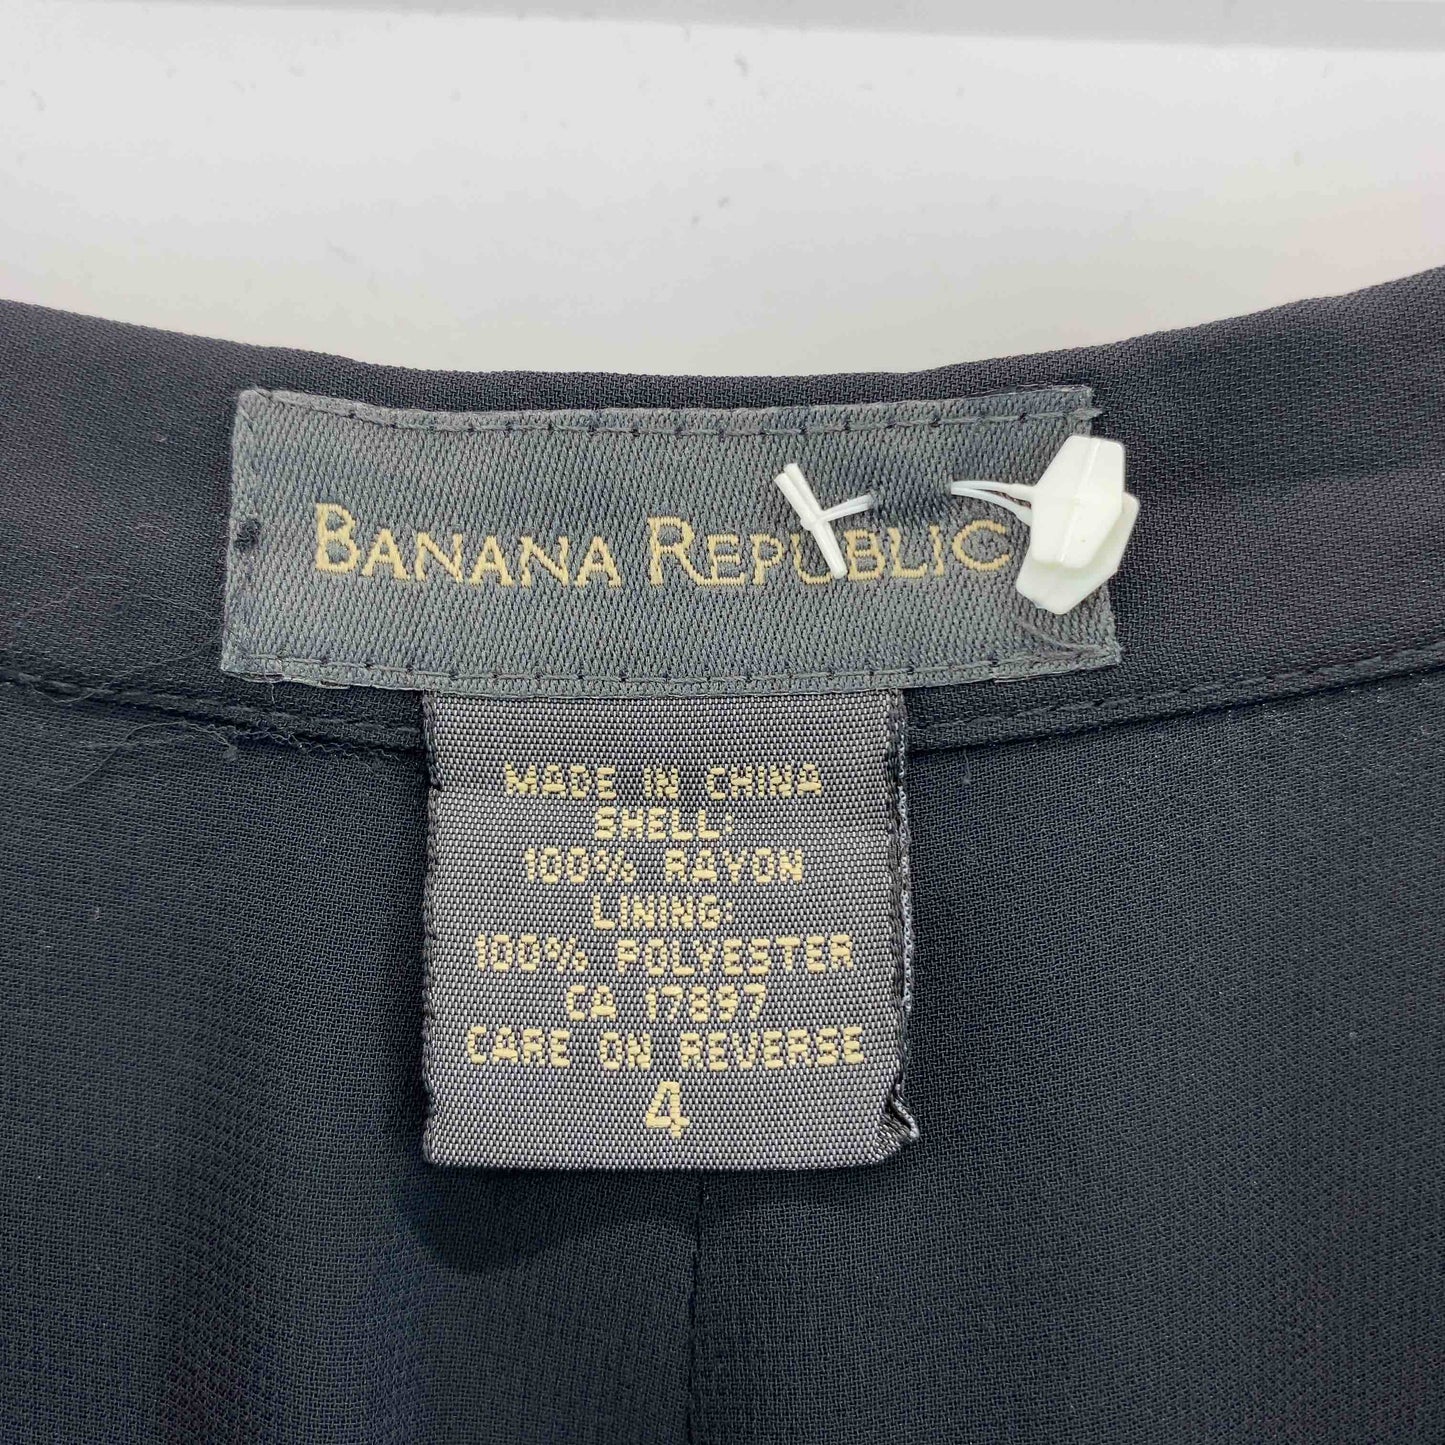 BANANA REPUBLIC
MADE IN CHINA
SHELL:
100% RAYON
LINING:
100% POLYESTER
CA 17897
CARE ON REVERSE
4